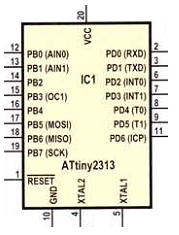 20
VCC
12 PB0 (AIN0) PD0 (RXD) 2
13 PB1 (AIN1) IC1 PD1 (TXD) 3
14 PB2 PD2 (INT0) 6
15 PB3 (OC1) PD3 (INT1) 7
16 PB4 PD4 (T0) 8
17 PB5 (MOSI) PD5 (T1) 9
18 PB6 (MISO) PD6 (ICP) 11
19 PB7 (SCK) ATtiny2313
1 RESET
GND XTAL2 XTAL1
10 4 5